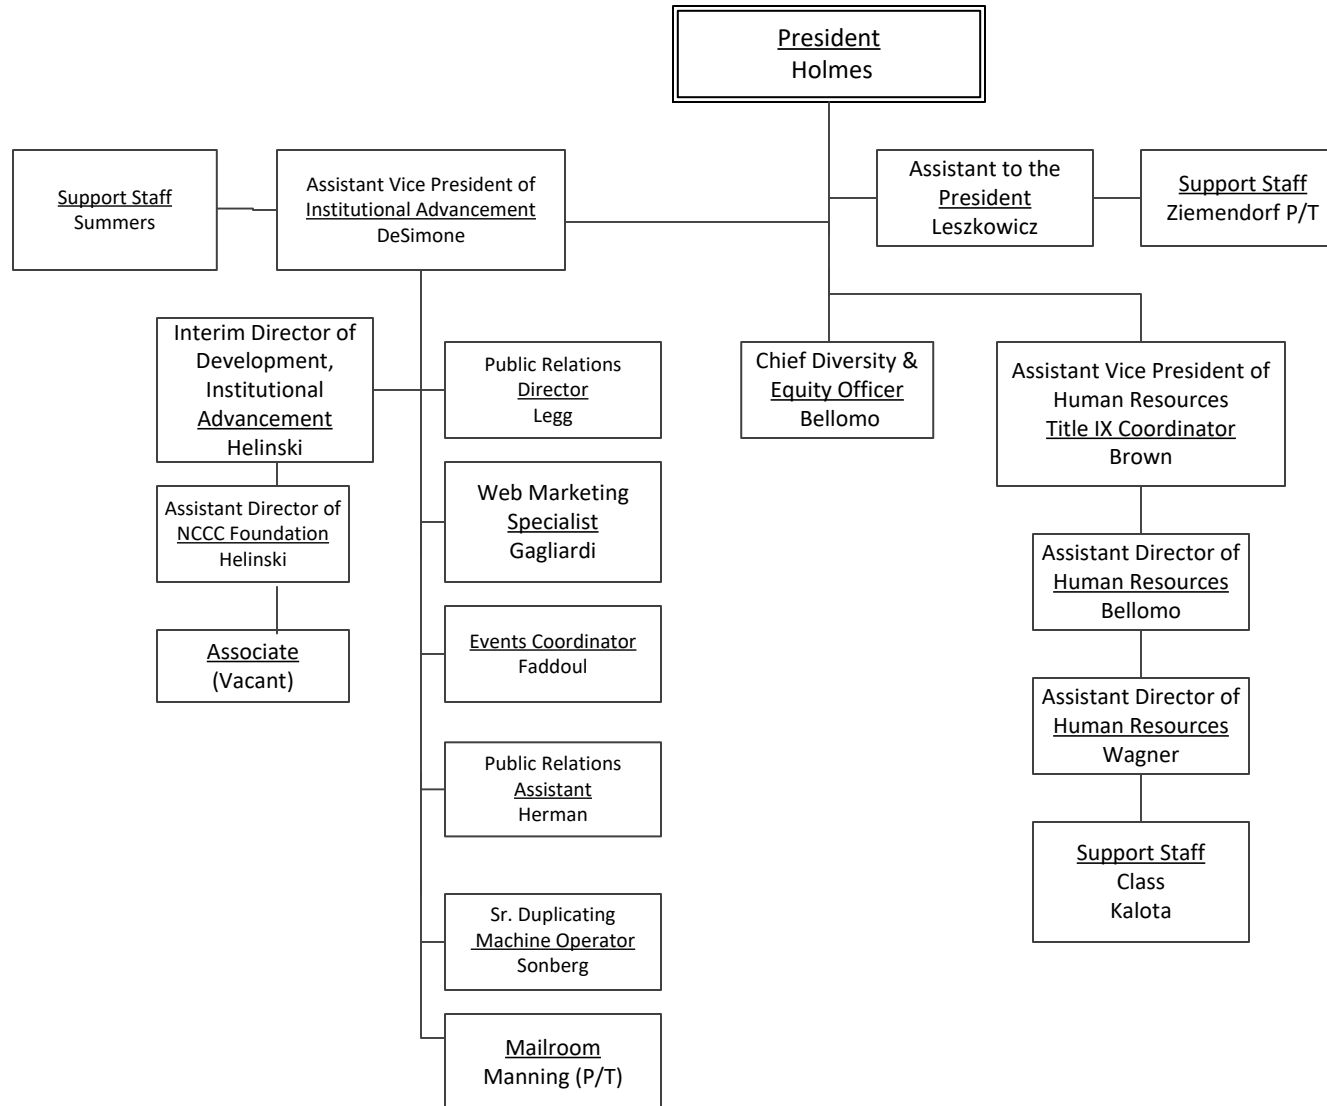 President
Holmes
Support Staff
Summers
Assistant Vice President of
Institutional Advancement
DeSimone
Assistant to the
President
Leszkowicz
Support Staff
Ziemendorf P/T
Interim Director of
Development,
Institutional
Advancement
Helinski
Public Relations
Director
Legg
Chief Diversity &
Equity Officer
Bellomo
Assistant Vice President of
Human Resources
Title IX Coordinator
Brown
Assistant Director of
NCCC Foundation
Helinski
Web Marketing
Specialist
Gagliardi
Assistant Director of
Human Resources
Bellomo
Associate
(Vacant)
Events Coordinator
Faddoul
Assistant Director of
Human Resources
Wagner
Public Relations
Assistant
Herman
Support Staff
Class
Kalota
Sr. Duplicating
Machine Operator
Sonberg
Mailroom
Manning (P/T)